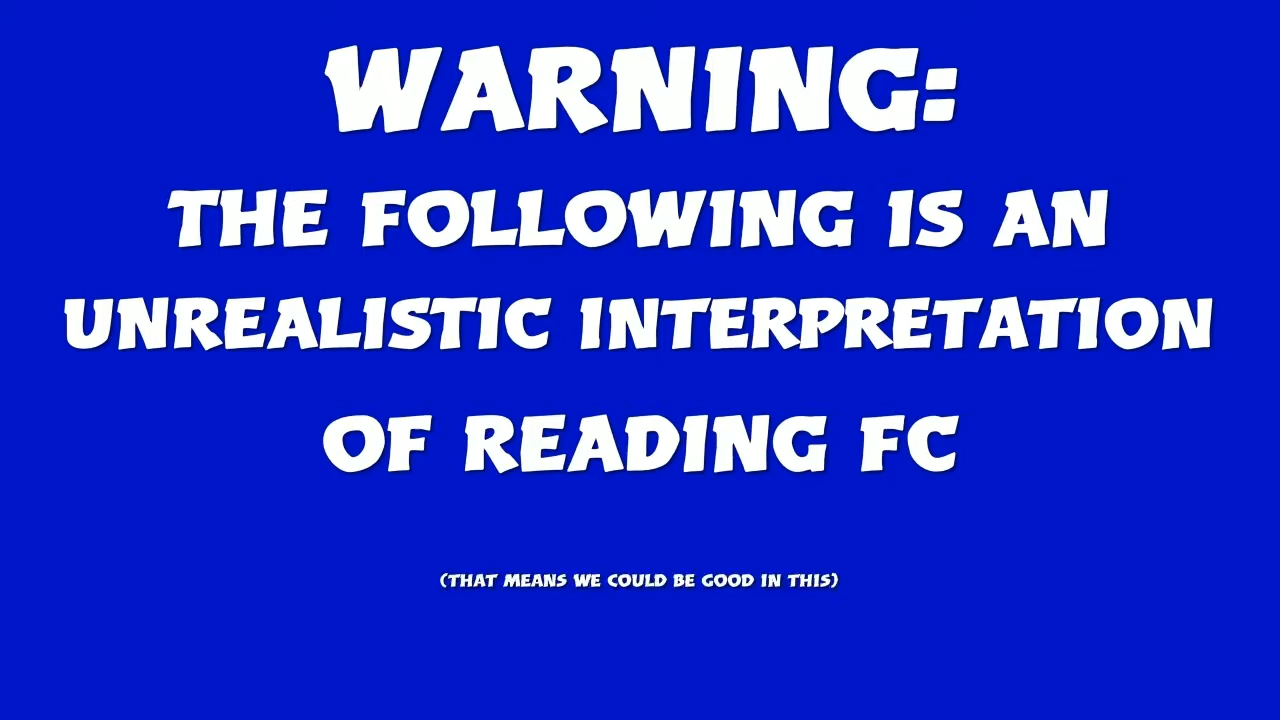 WARNING:
THE FOLLOWING IS AN
UNREALISTIC INTERPRETATION
OF READING FC
(THAT MEANS WE COULD BE GOOD IN THIS)